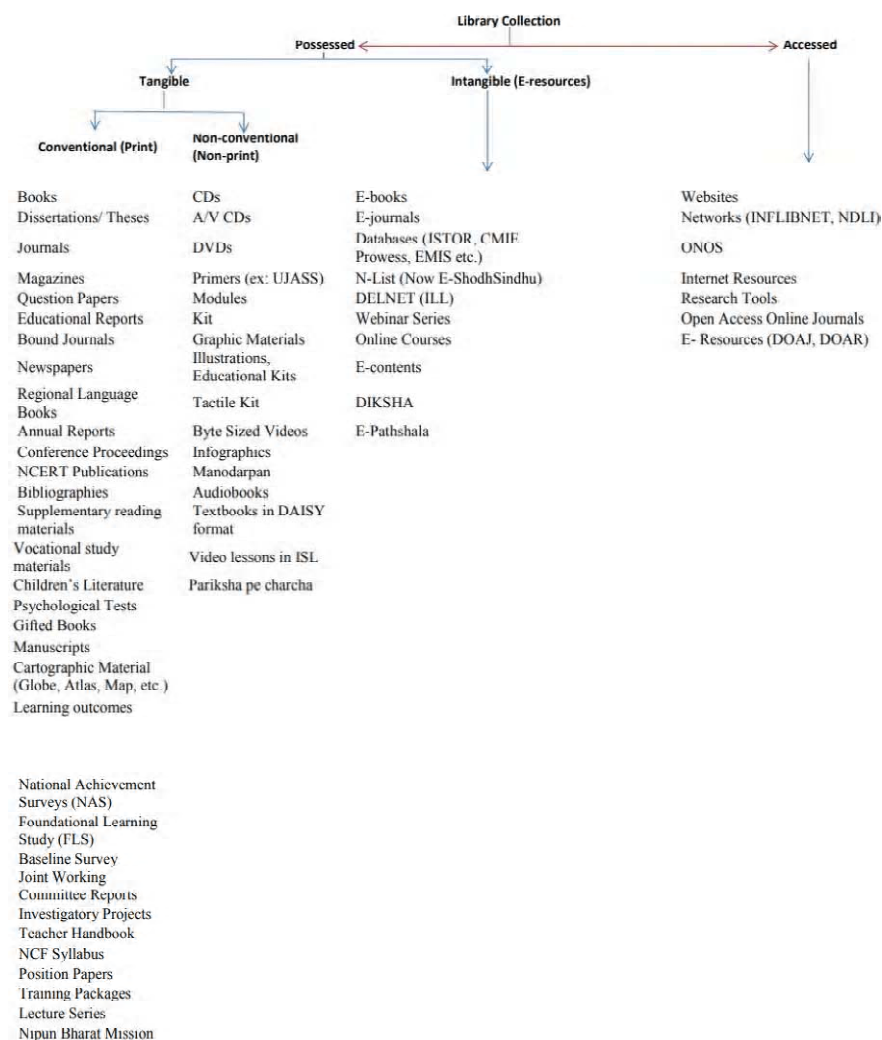 Library Collection
Possessed
Accessed
Tangible
Intangible (E-resources)
Conventional (Print)
Non-conventional
(Non-print)
Books
Dissertations/ Theses
Journals
Magazines
Question Papers
Educational Reports
Bound Journals
Newspapers
Regional Language
Books
Annual Reports
Conference Proceedings
NCERT Publications
Bibliographies
Supplementary reading
materials
Vocational study
materials
Children's Literature
Psychological Tests
Gifted Books
Manuscripts
Cartographic Material
(Globe, Atlas, Map, etc.)
Learning outcomes
National Achievement
Surveys (NAS)
Foundational Learning
Study (FLS)
Baseline Survey
Joint Working
Committee Reports
Investigatory Projects
Teacher Handbook
NCF Syllabus
Position Papers
Training Packages
Lecture Series
Nipun Bharat Mission
CDs
A/V CDs
DVDs
Primers (ex: UJASS)
Modules
Kit
Graphic Materials
Illustrations,
Educational Kits
Tactile Kit
Byte Sized Videos
Infographics
Manodarpan
Audiobooks
Textbooks in DAISY
format
Video lessons in ISL
Pariksha pe charcha
E-books
E-journals
Databases (JSTOR, CMIE
Prowess, EMIS etc.)
N-List (Now E-ShodhSindhu)
DELNET (ILL)
Webinar Series
Online Courses
E-contents
DIKSHA
E-Pathshala
Websites
Networks (INFLIBNET, NDLI)
ONOS
Internet Resources
Research Tools
Open Access Online Journals
E- Resources (DOAJ, DOAR)